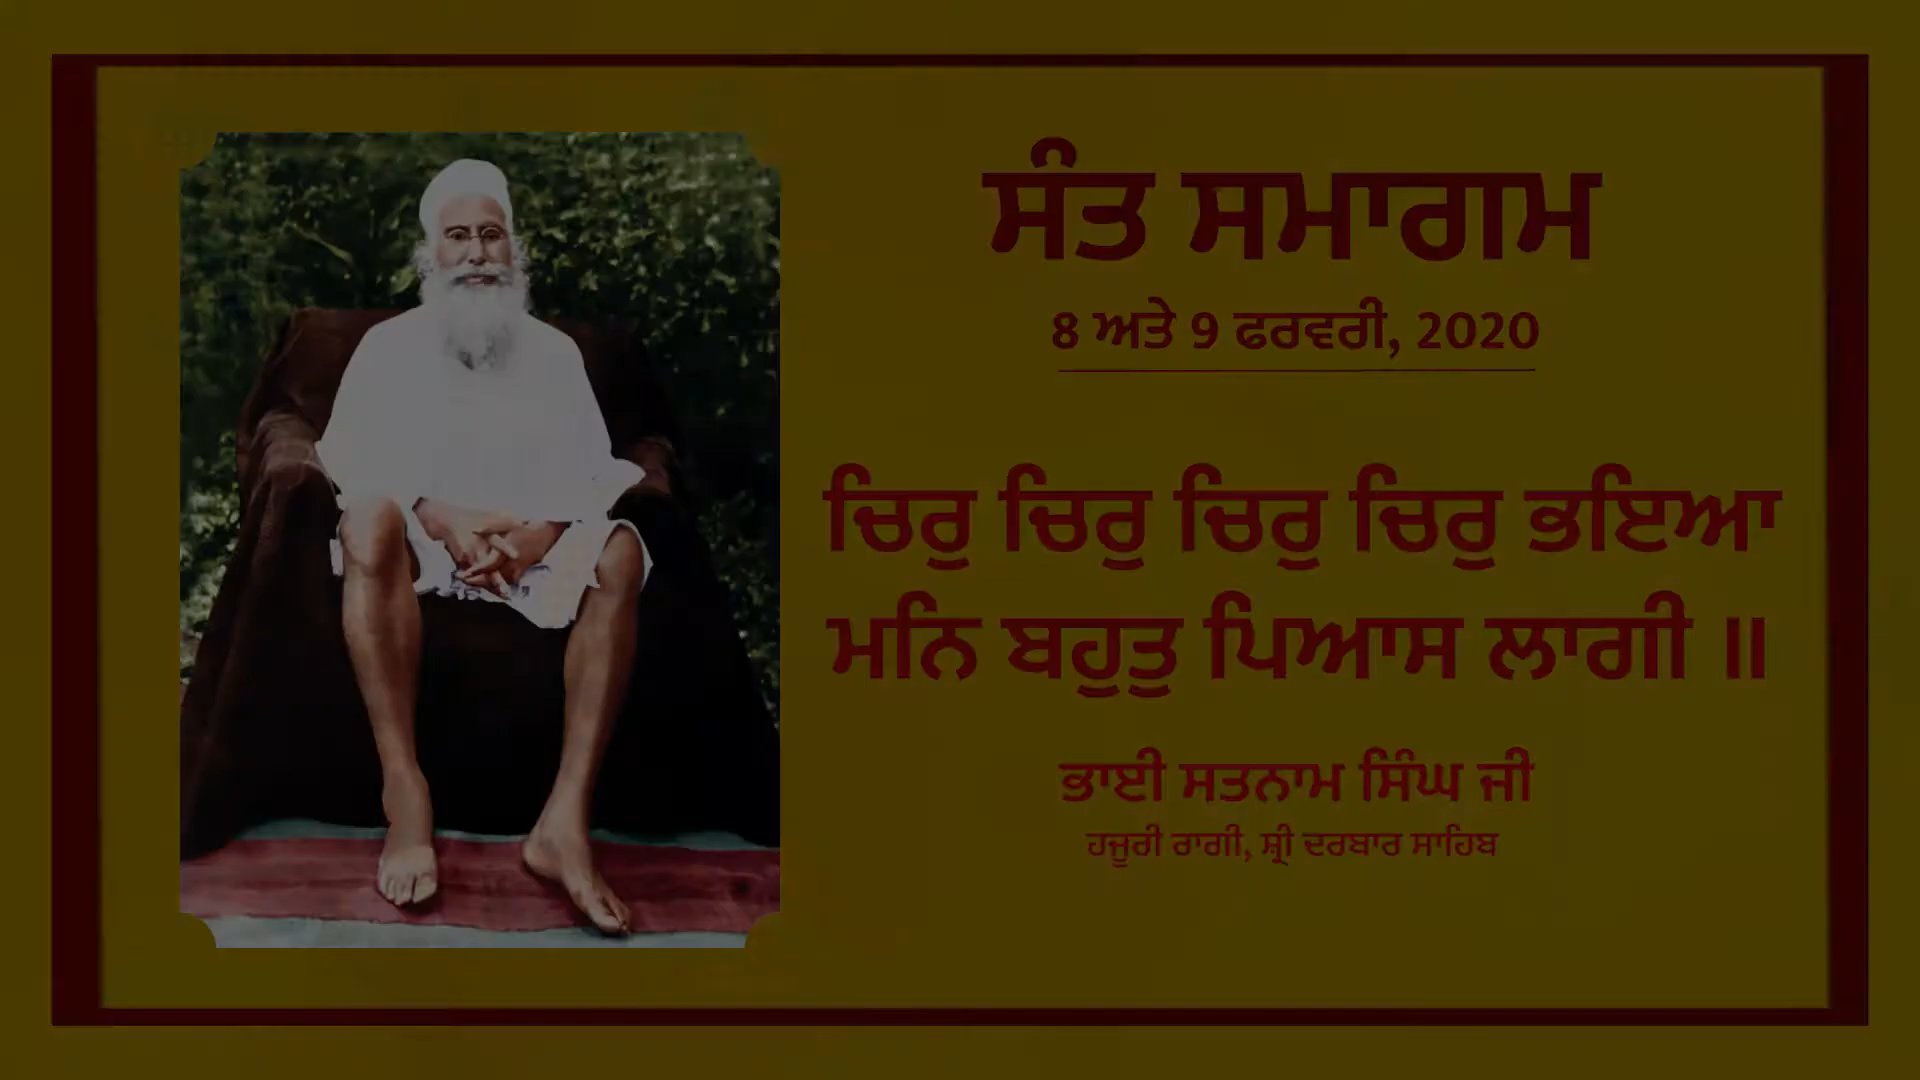 ਸੰਤ ਸਮਾਗਮ
8 ਅਤੇ 9 ਫਰਵਰੀ, 2020
ਚਿਰੁ ਚਿਰੁ ਚਿਰੁ ਚਿਰੁ ਭਇਆ
ਮਨਿ ਬਹੁਤੁ ਪਿਆਸ ਲਾਗੀ ॥
ਭਾਈ ਸਤਨਾਮ ਸਿੰਘ ਜੀ
ਹਜੂਰੀ ਰਾਗੀ, ਸ਼੍ਰੀ ਦਰਬਾਰ ਸਾਹਿਬ